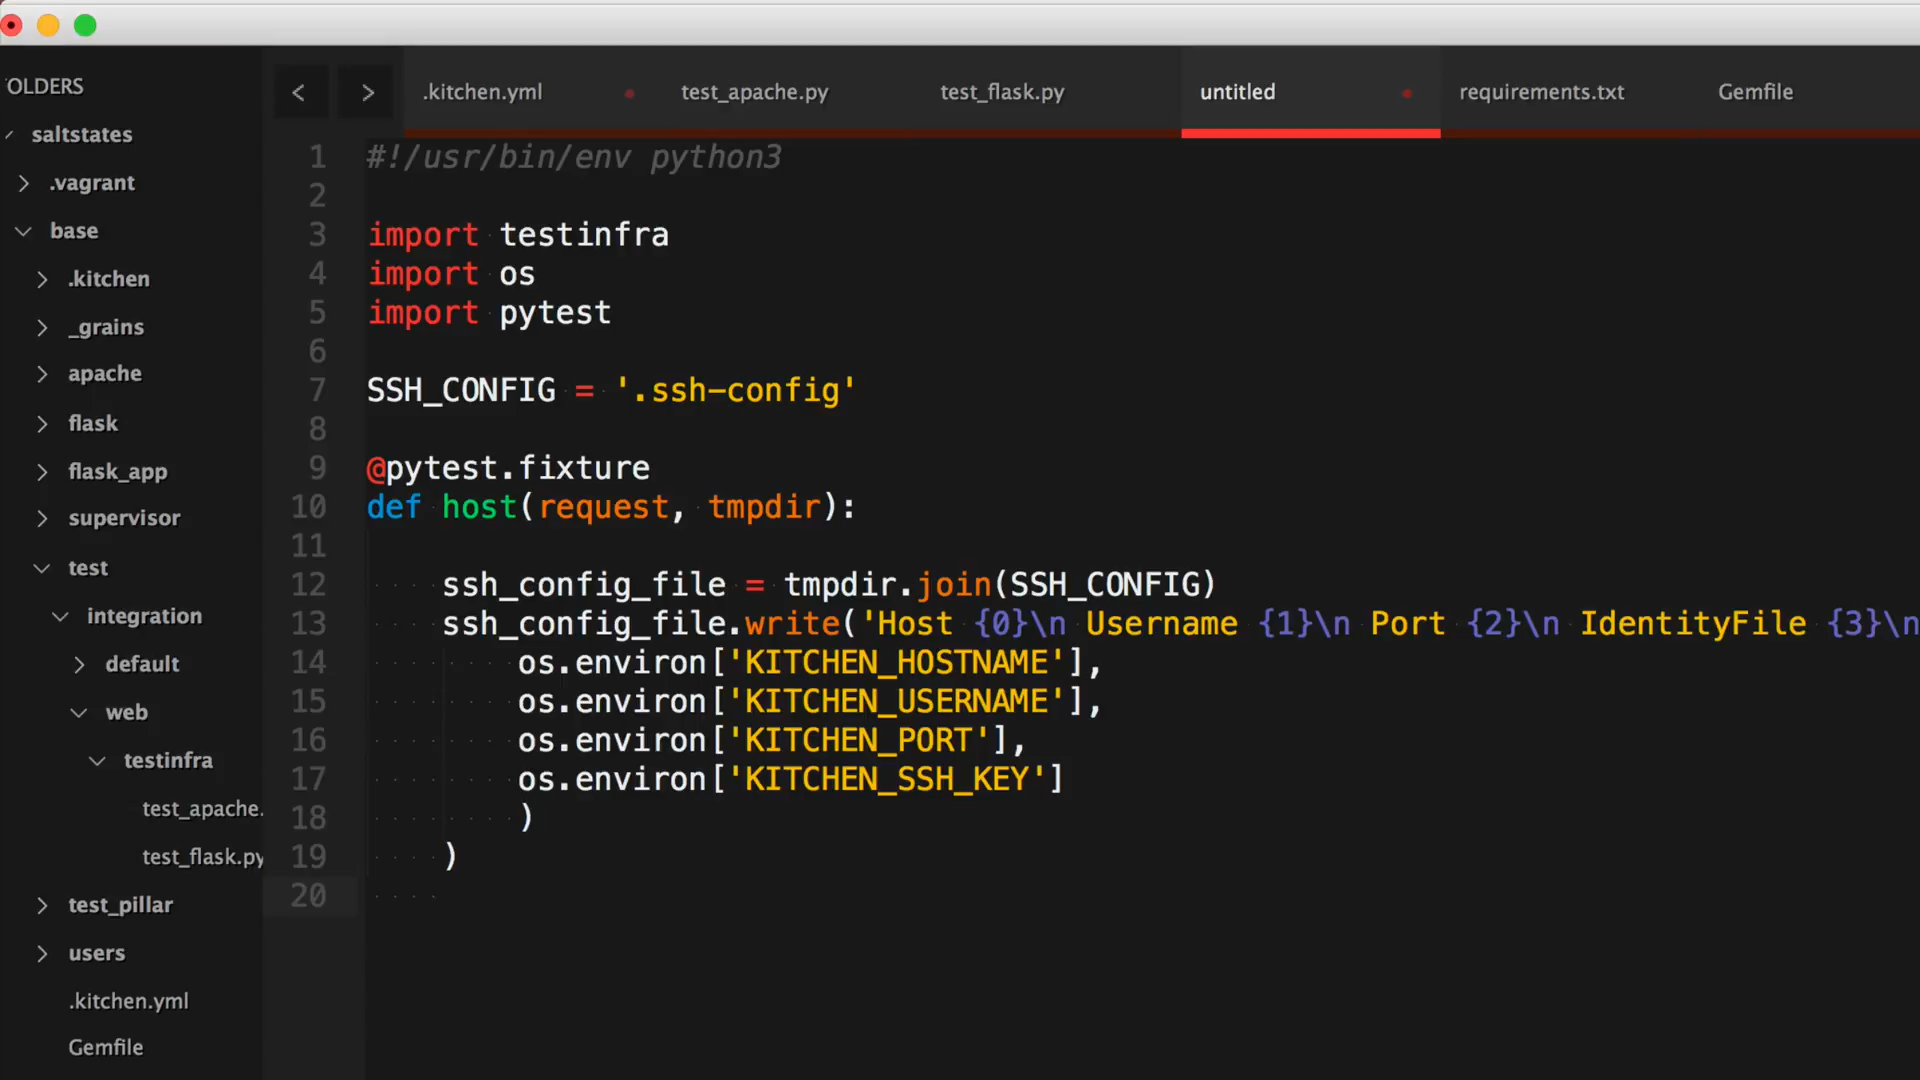 OLDERS
saltstates
.vagrant
base
.kitchen
_grains
apache
flask
flask_app
supervisor
test
integration
default
web
testinfra
test_apache.
test_flask.py
test_pillar
users
.kitchen.yml
Gemfile
< > .kitchen.yml test_apache.py test_flask.py untitled requirements.txt Gemfile
1 #!/usr/bin/env python3
2
3 import testinfra
4 import os
5 import pytest
6
7 SSH_CONFIG = '.ssh-config'
8
9 @pytest.fixture
10 def host(request, tmpdir):
11
12 ssh_config_file = tmpdir.join(SSH_CONFIG)
13 ssh_config_file.write('Host {0}\n Username {1}\n Port {2}\n IdentityFile {3}\n
14 os.environ['KITCHEN_HOSTNAME'],
15 os.environ['KITCHEN_USERNAME'],
16 os.environ['KITCHEN_PORT'],
17 os.environ['KITCHEN_SSH_KEY']
18 )
19 )
20